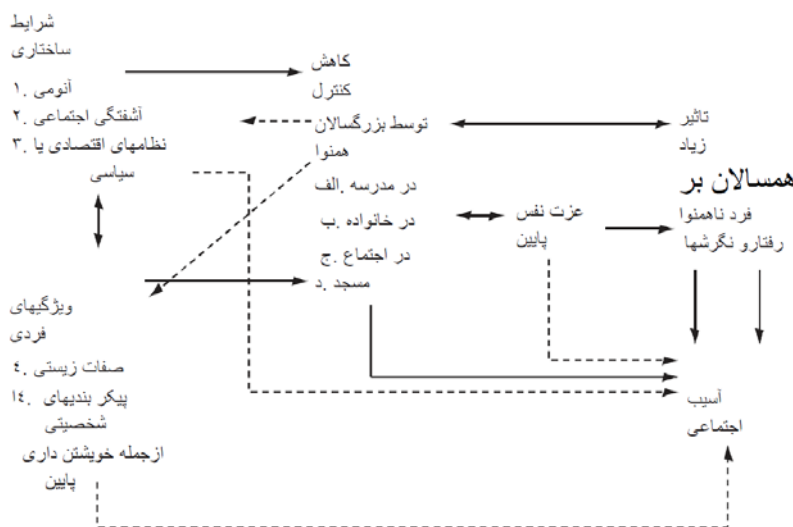 شرایط
ساختاری
۱. آنومی
۲. آشفتگی اجتماعی
۳. نظامهای اقتصادی یا
سیاسی
کاهش
کنترل
توسط بزرگسالان
همنوا
در مدرسه .الف
در خانواده .ب
در اجتماع .ج
مسجد .د
عزت نفس
پایین
تاثیر
زیاد
همسالان بر
فرد ناهمنوا
رفتارو نگرشها
ویژگیهای
فردی
٤. صفات زیستی
١٤. پیکر بندیهای
شخصیتی
ازجمله خویشتن داری
پایین
آسیب
اجتماعی